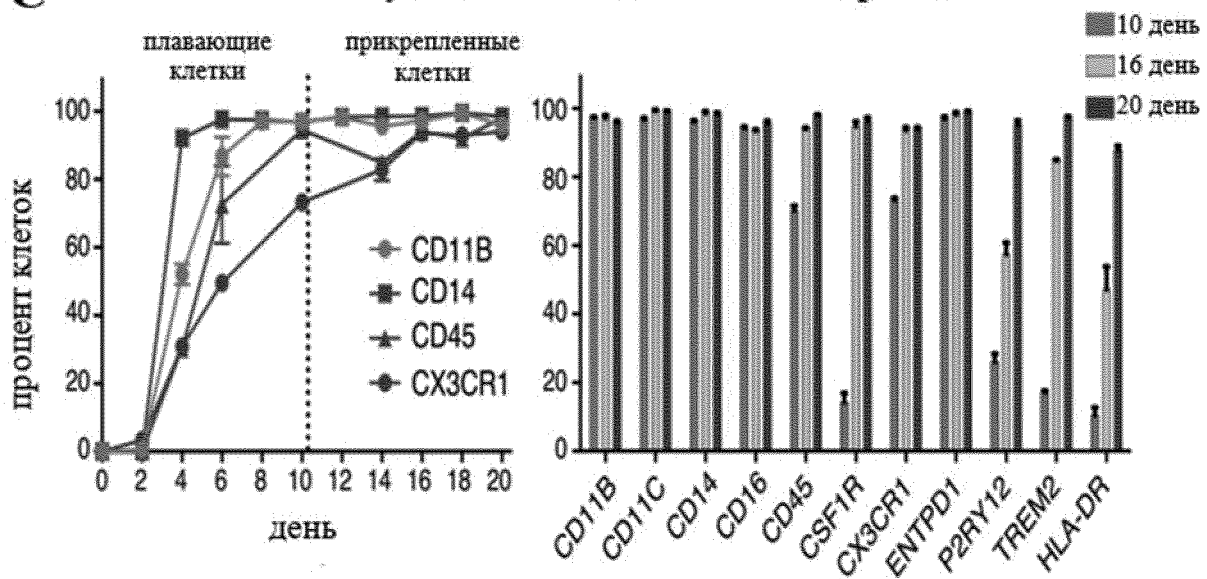 10 день
16 день
20 день
плавающие
клетки
прикрепленные
клетки
процент клеток
100
80
60
40
20
0
CD11B
CD14
CD45
CX3CR1
0 2 4 6 8 10 12 14 16 18 20
день
100
80
60
40
20
0
CD11B
CD11C
CD14
CD16
CD45
CSF1R
CX3CR1
ENTPD1
P2RY12
TREM2
HLA-DR